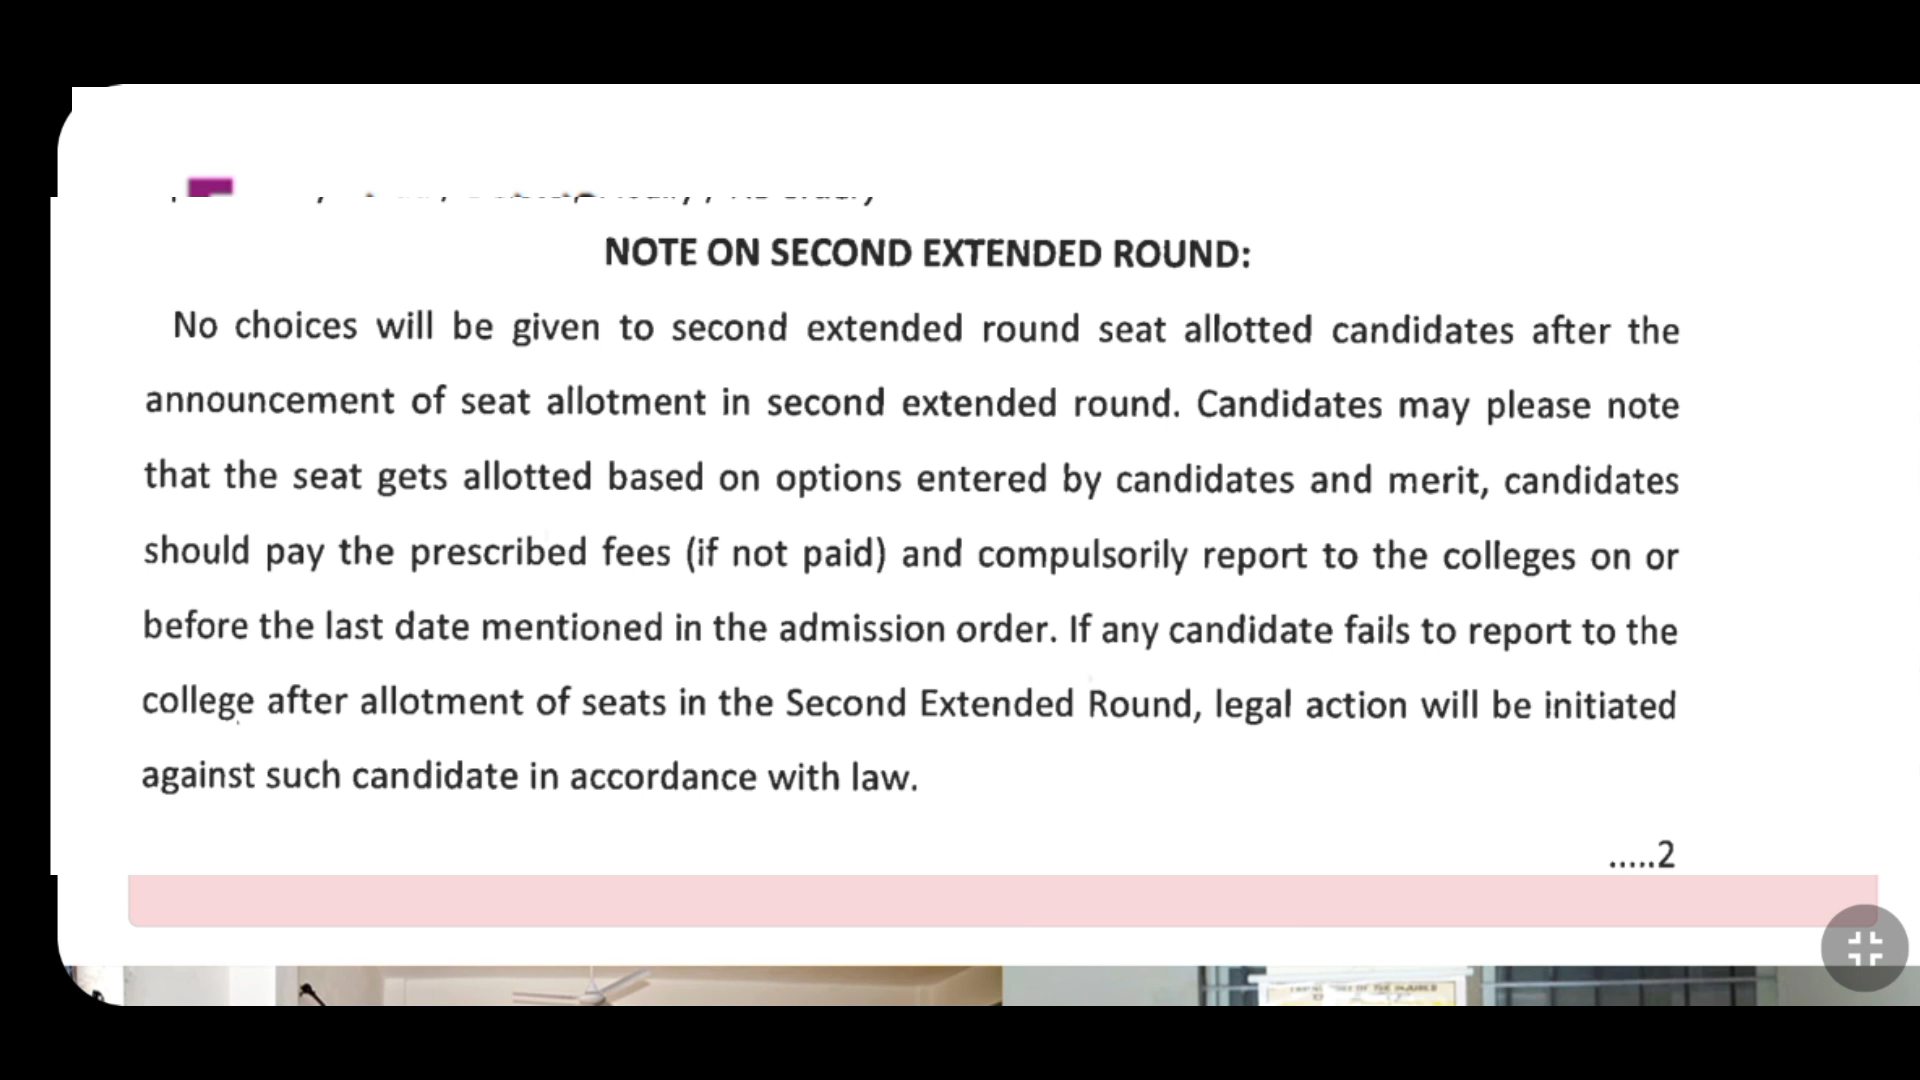 NOTE ON SECOND EXTENDED ROUND:
No choices will be given to second extended round seat allotted candidates after the
announcement of seat allotment in second extended round. Candidates may please note
that the seat gets allotted based on options entered by candidates and merit, candidates
should pay the prescribed fees (if not paid) and compulsorily report to the colleges on or
before the last date mentioned in the admission order. If any candidate fails to report to the
college after allotment of seats in the Second Extended Round, legal action will be initiated
against such candidate in accordance with law.
.....2